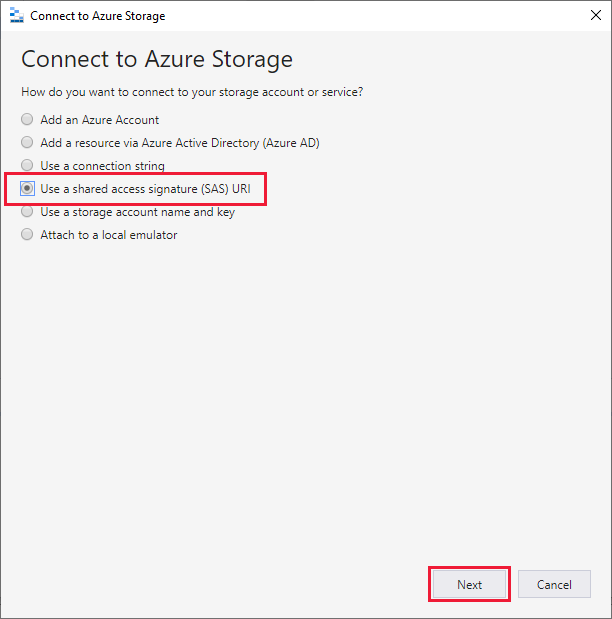 Connect to Azure Storage
Connect to Azure Storage
How do you want to connect to your storage account or service?
Add an Azure Account
Add a resource via Azure Active Directory (Azure AD)
Use a connection string
Use a shared access signature (SAS) URI
Use a storage account name and key
Attach to a local emulator
Next
Cancel